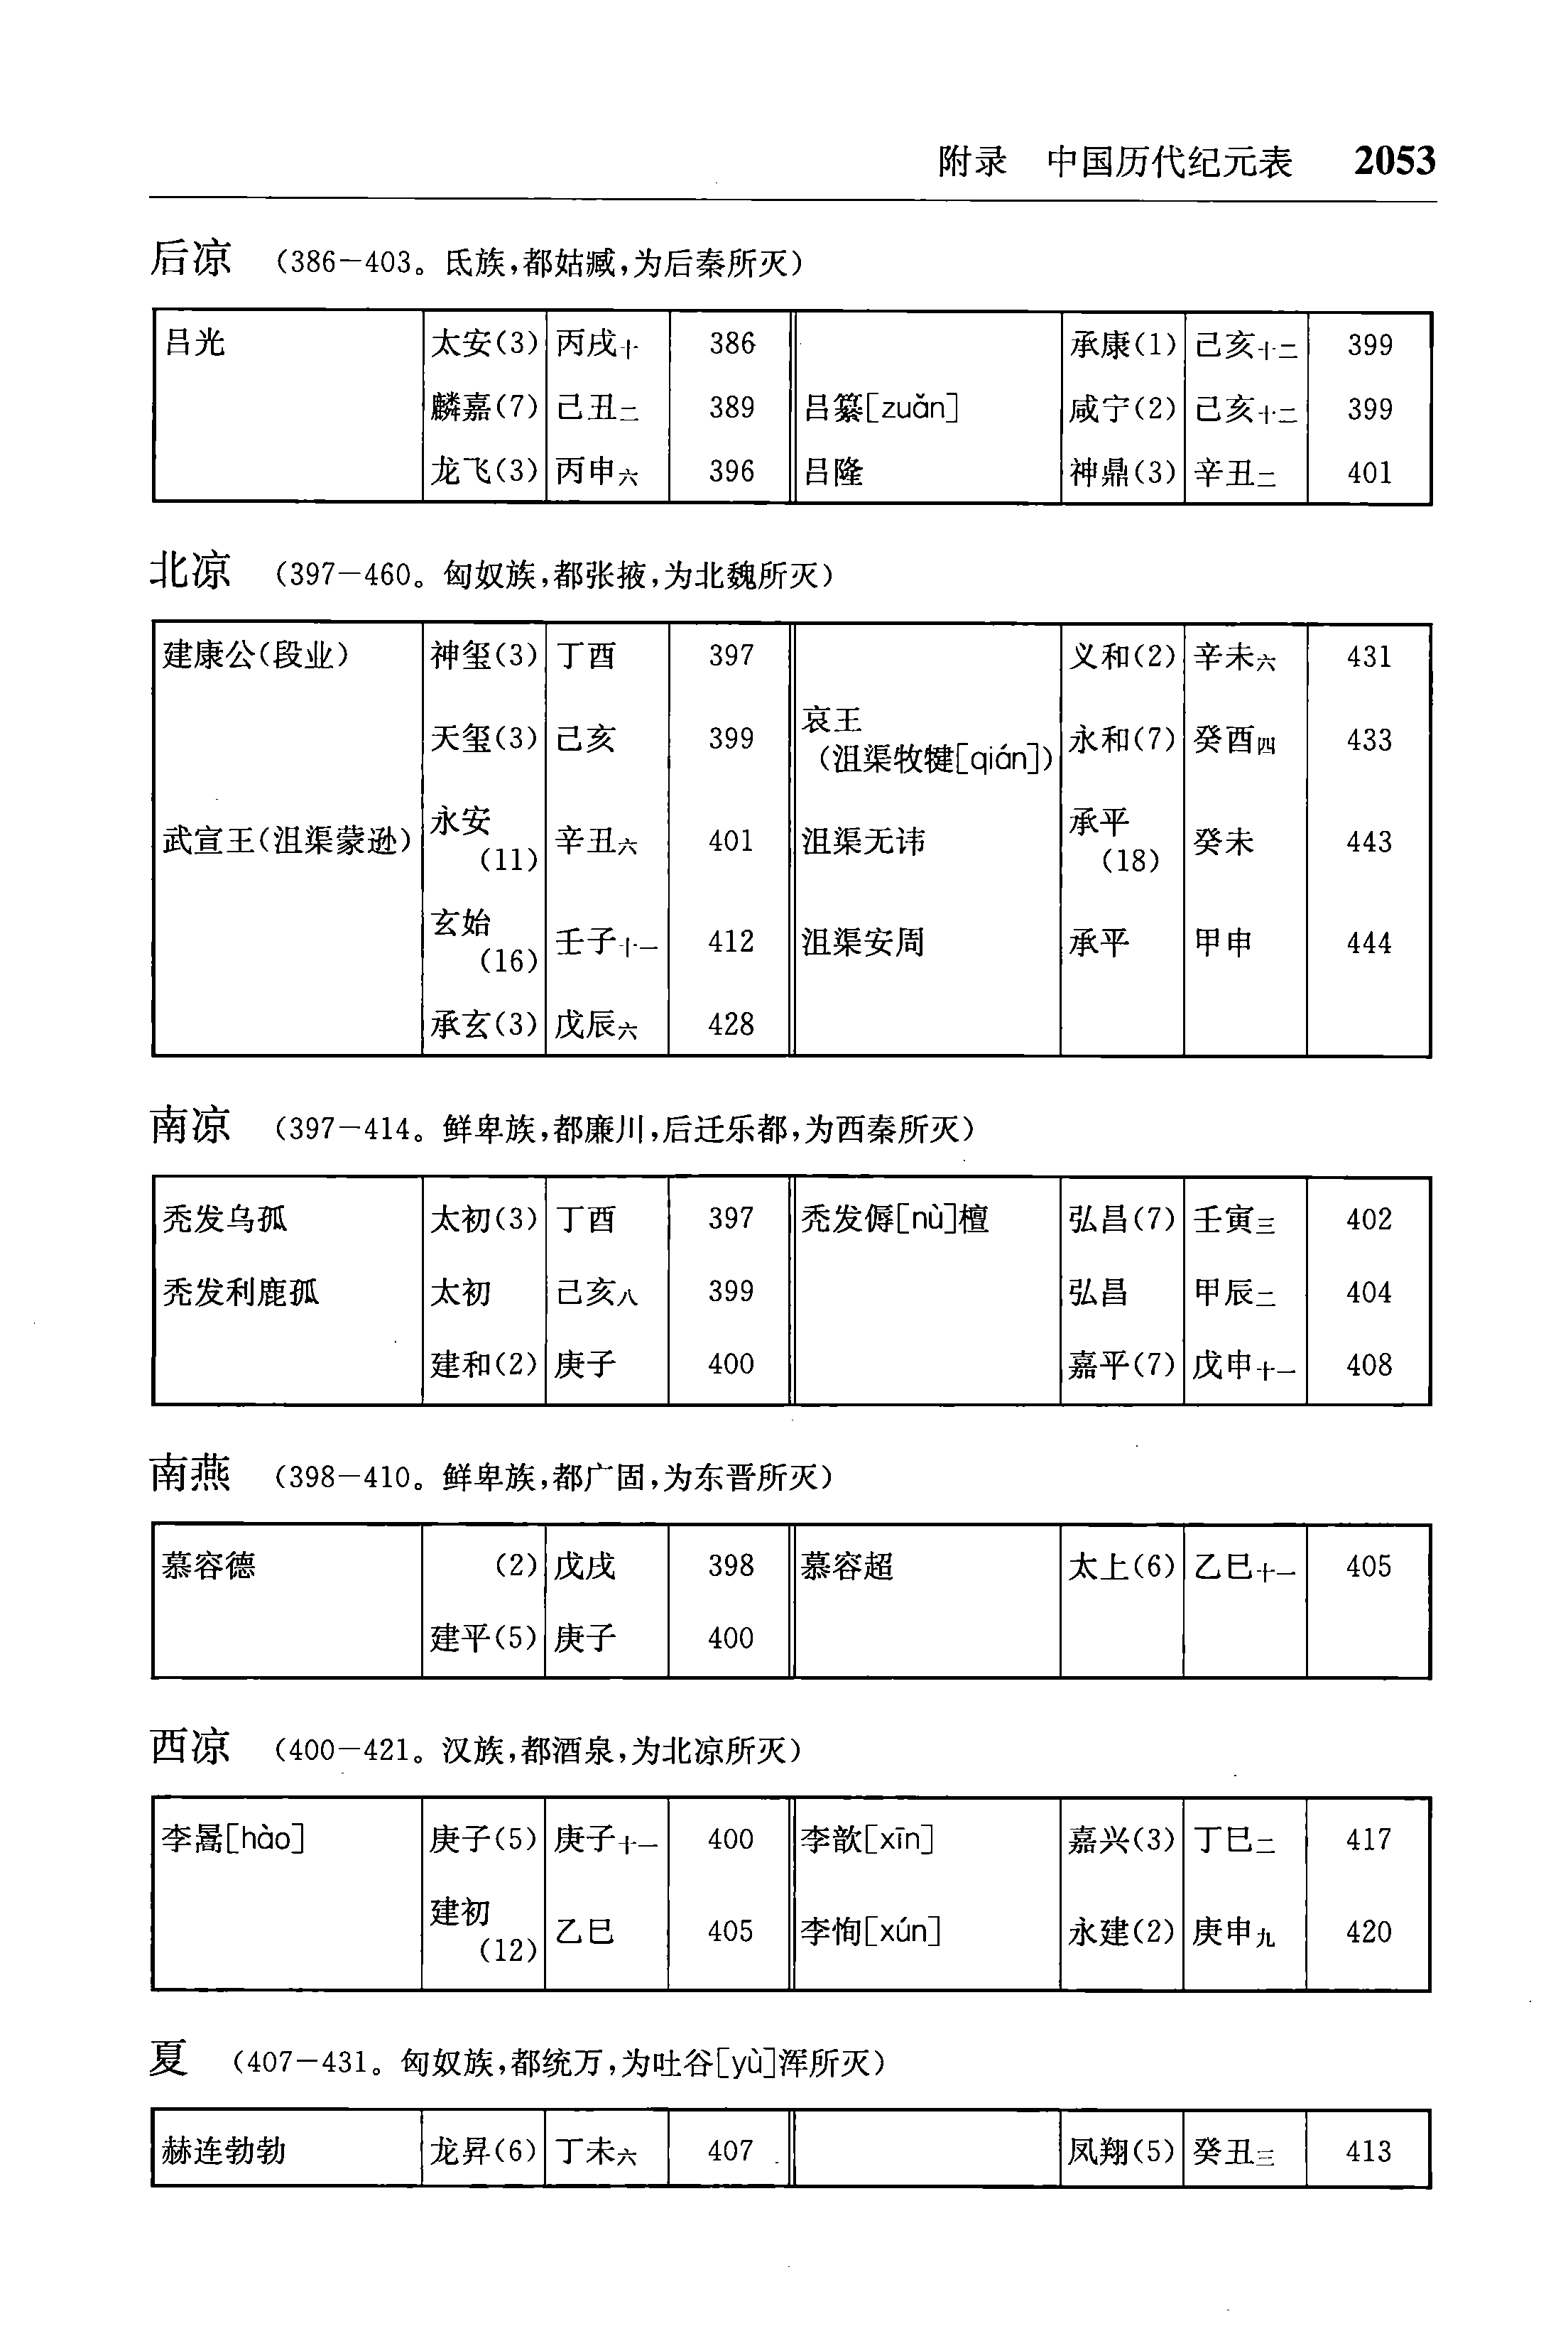 附录 中国历代纪元表 2053
后凉 (386—403。氐族,都姑臧,为后秦所灭)
吕光 太安(3) 丙戌十 386 承康(1) 己亥十二 399
麟嘉(7) 己丑二 389 吕纂[zuǎn] 咸宁(2) 己亥十二 399
龙飞(3) 丙申六 396 吕隆 神鼎(3) 辛丑二 401
北凉 (397—460。匈奴族,都张掖,为北魏所灭)
建康公(段业) 神玺(3) 丁酉 397 义和(2) 辛未六 431
天玺(3) 己亥 399 哀王(沮渠牧犍[qián]) 永和(7) 癸酉四 433
武宣王(沮渠蒙逊) 永安(11) 辛丑六 401 沮渠无讳 承平(18) 癸未 443
玄始(16) 壬子十一 412 沮渠安周 承平 甲申 444
承玄(3) 戊辰六 428
南凉 (397—414。鲜卑族,都廉川,后迁乐都,为西秦所灭)
秃发乌孤 太初(3) 丁酉 397 秃发傉[nù]檀 弘昌(7) 壬寅三 402
秃发利鹿孤 太初 己亥八 399 弘昌 甲辰二 404
建和(2) 庚子 400 嘉平(7) 戊申十一 408
南燕 (398—410。鲜卑族,都广固,为东晋所灭)
慕容德 (2) 戊戌 398 慕容超 太上(6) 乙巳十一 405
建平(5) 庚子 400
西凉 (400—421。汉族,都酒泉,为北凉所灭)
李暠[hào] 庚子(5) 庚子十一 400 李歆[xīn] 嘉兴(3) 丁巳二 417
建初(12) 乙巳 405 李恂[xún] 永建(2) 庚申九 420
夏 (407—431。匈奴族,都统万,为吐谷[yù]浑所灭)
赫连勃勃 龙昇(6) 丁未六 407 凤翔(5) 癸丑三 413